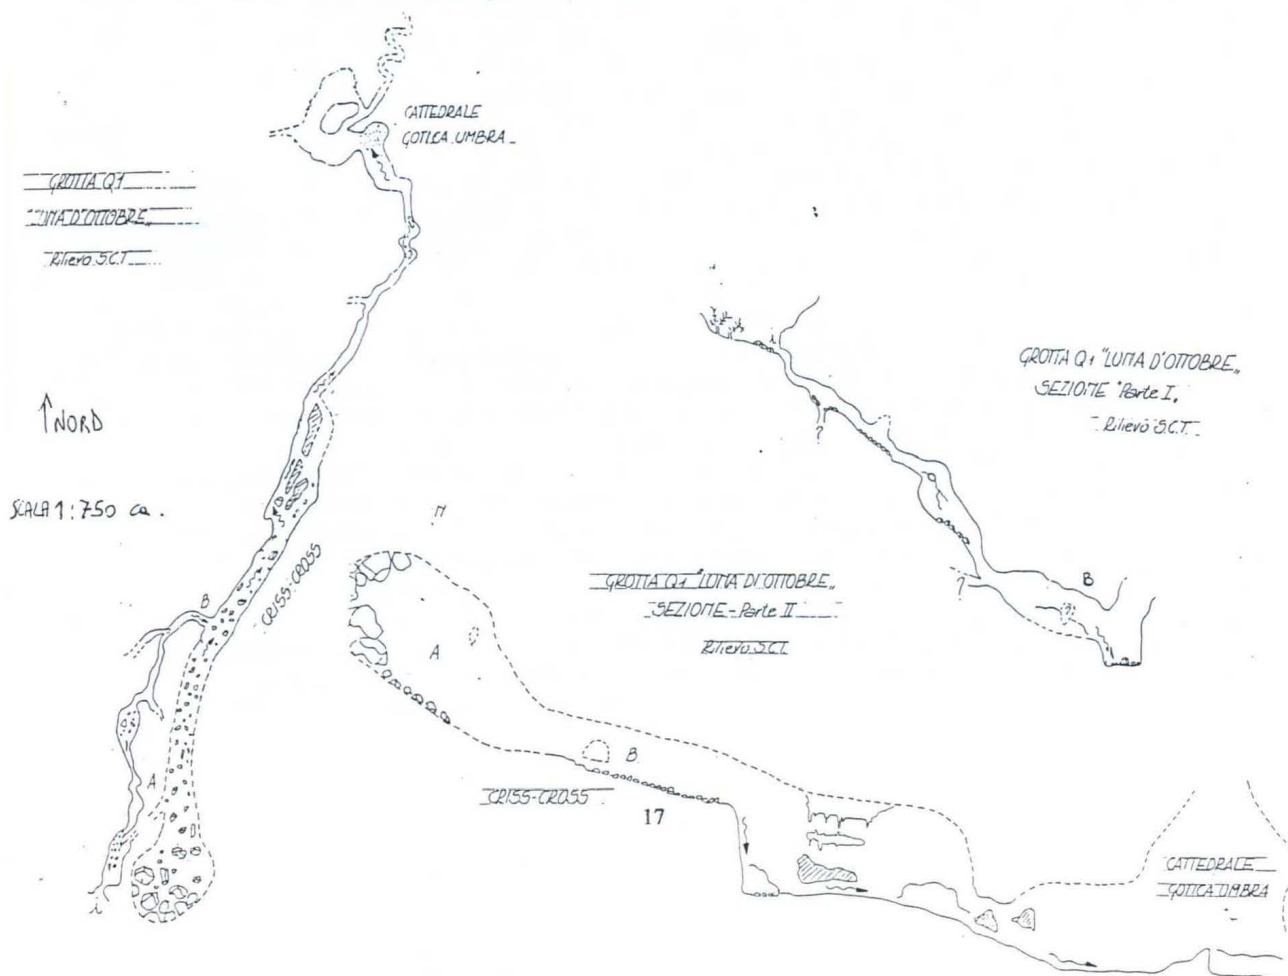 CATTEDRALE
GOTICA UMBRA
GROTTA Q1
"LUNA D'OTTOBRE"
Rilievo S.C.T.
NORD
SCALA 1:750 ca.
B
CRISS-CROSS
A
i
GROTTA Q1 "LUNA D'OTTOBRE"
SEZIONE "Parte I"
Rilievo S.C.T.
i
?
?
B
?
GROTTA Q1 "LUNA DI OTTOBRE"
SEZIONE - Parte II
Rilievo S.C.T.
A
B
CRISS-CROSS
17
CATTEDRALE
GOTICA UMBRA